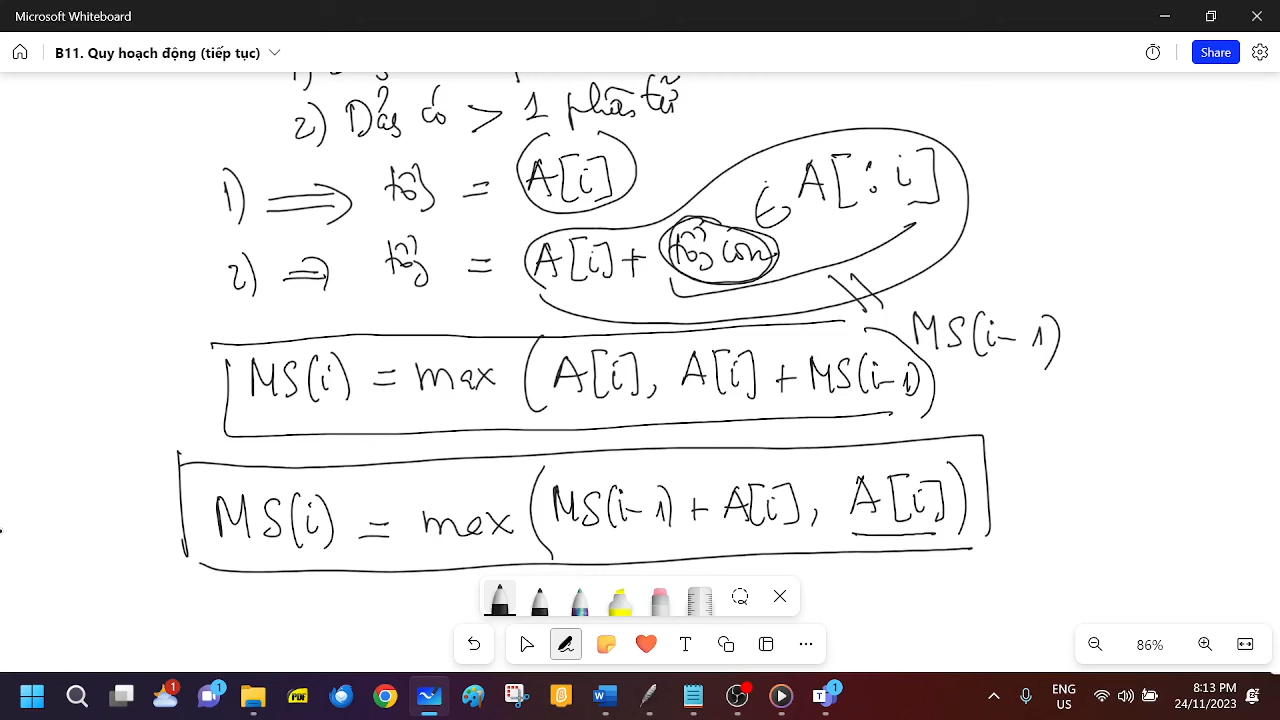 Microsoft Whiteboard
B11. Quy hoạch động (tiếp tục)
Share
2) Dãy có > 1 phần tử
1) ⟹ tổng = A[i]
2) ⟹ tổng = A[i] + tổng con ∈ A[: i]
MS(i-1)
MS(i) = max (A[i], A[i] + MS(i-1))
MS(i) = max (MS(i-1) + A[i], A[i])
86%
ENG
US
8:13 PM
24/11/2023